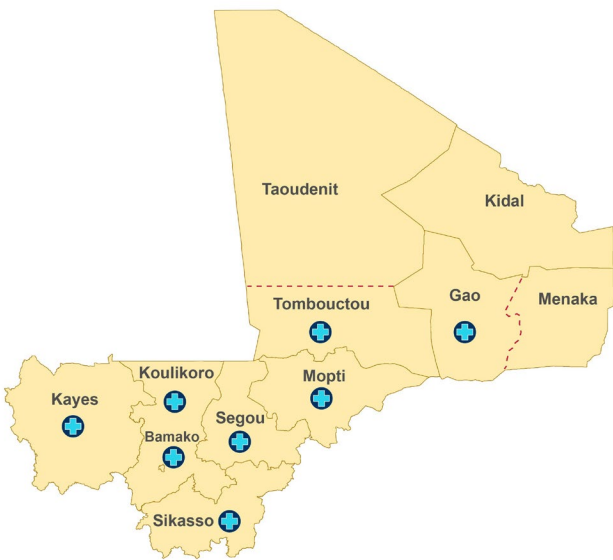 Taoudenit
Kidal
Tombouctou
Gao
Menaka
Koulikoro
Mopti
Kayes
Segou
Bamako
Sikasso